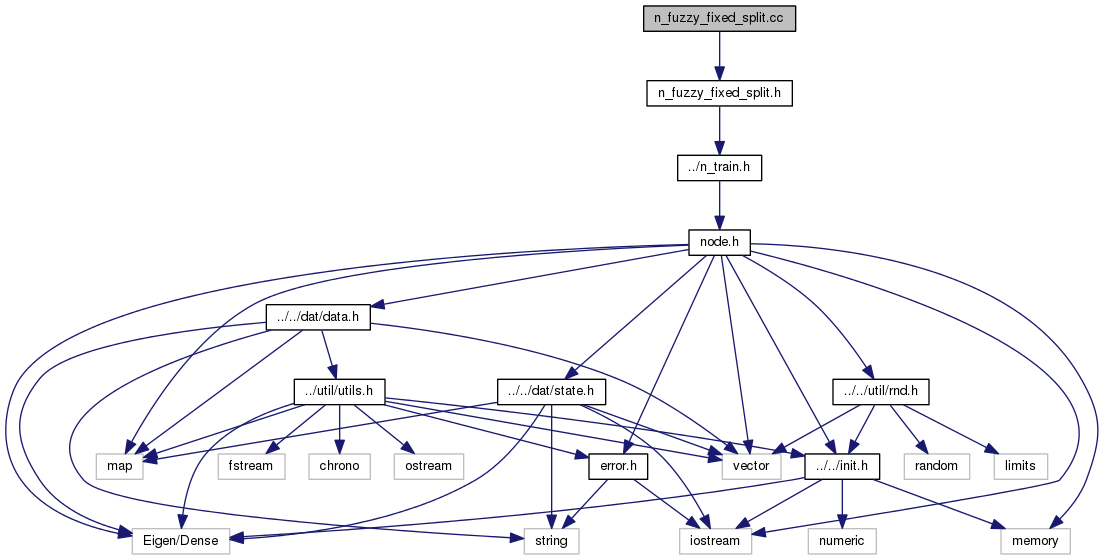 n_fuzzy_fixed_split.cc
n_fuzzy_fixed_split.h
../n_train.h
node.h
../../dat/data.h
../util/utils.h
../../dat/state.h
../../util/rnd.h
map
fstream
chrono
ostream
error.h
vector
../../init.h
random
limits
Eigen/Dense
string
iostream
numeric
memory